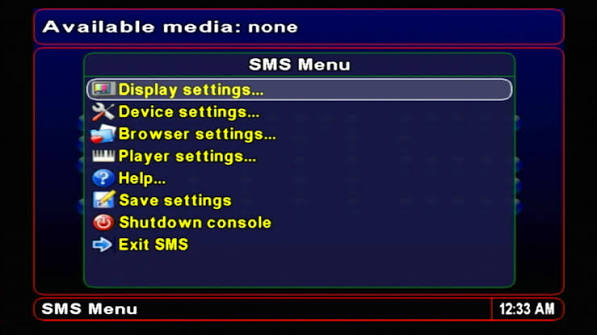 Available media: none
SMS Menu
Display settings...
Device settings...
Browser settings...
Player settings...
Help...
Save settings
Shutdown console
Exit SMS
SMS Menu
12:33 AM